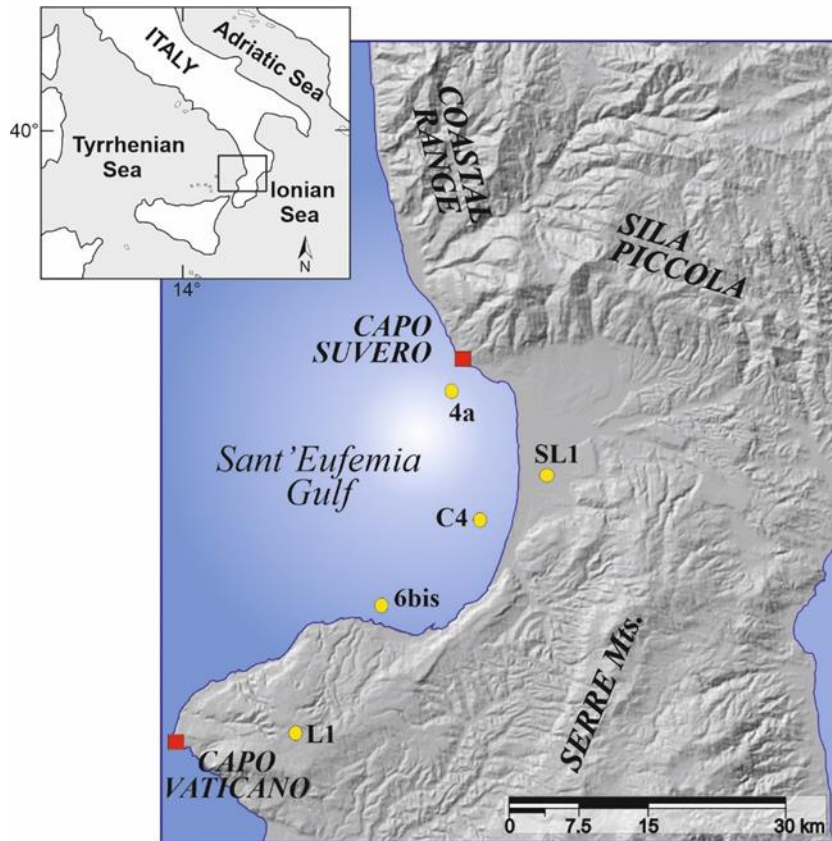 ITALY
Adriatic Sea
40°
Tyrrhenian
Sea
Ionian
Sea
N
14°
COASTAL
RANGE
SILA
PICCOLA
CAPO
SUVERO
4a
Sant'Eufemia
Gulf
SL1
C4
6bis
SERRE Mts.
L1
CAPO
VATICANO
0 7.5 15 30 km